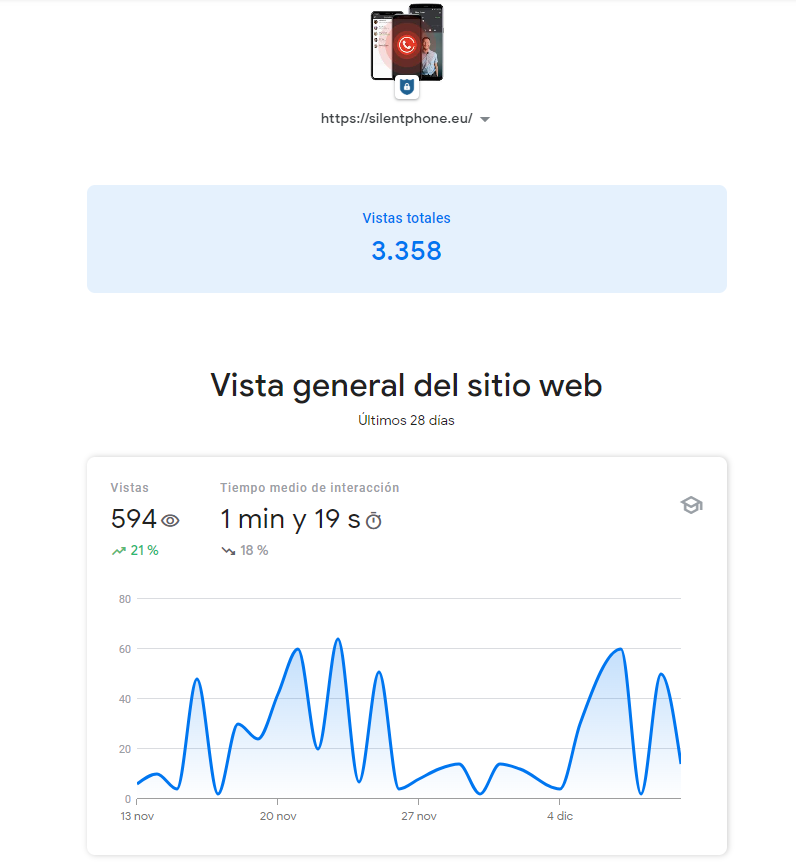 https://silentphone.eu/
Vistas totales
3.358
Vista general del sitio web
Últimos 28 días
Vistas Tiempo medio de interacción
594 1 min y 19 s
21 % 18 %
80
60
40
20
0
13 nov 20 nov 27 nov 4 dic